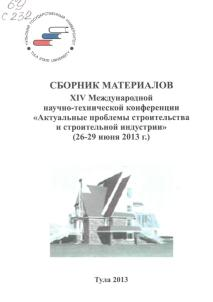 СБОРНИК МАТЕРИАЛОВ
XIV Международной
научно-технической конференции
«Актуальные проблемы строительства
и строительной индустрии»
(26-29 июня 2013 г.)
Тула 2013